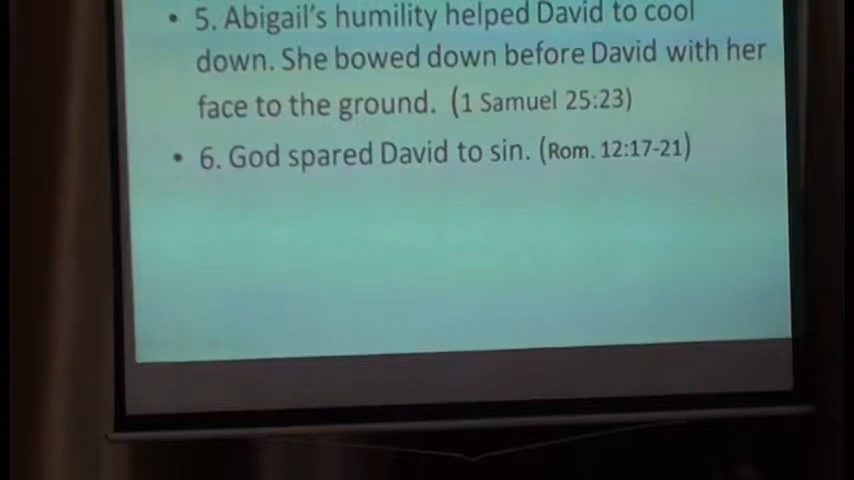 • 5. Abigail's humility helped David to cool
down. She bowed down before David with her
face to the ground. (1 Samuel 25:23)
• 6. God spared David to sin. (Rom. 12:17-21)